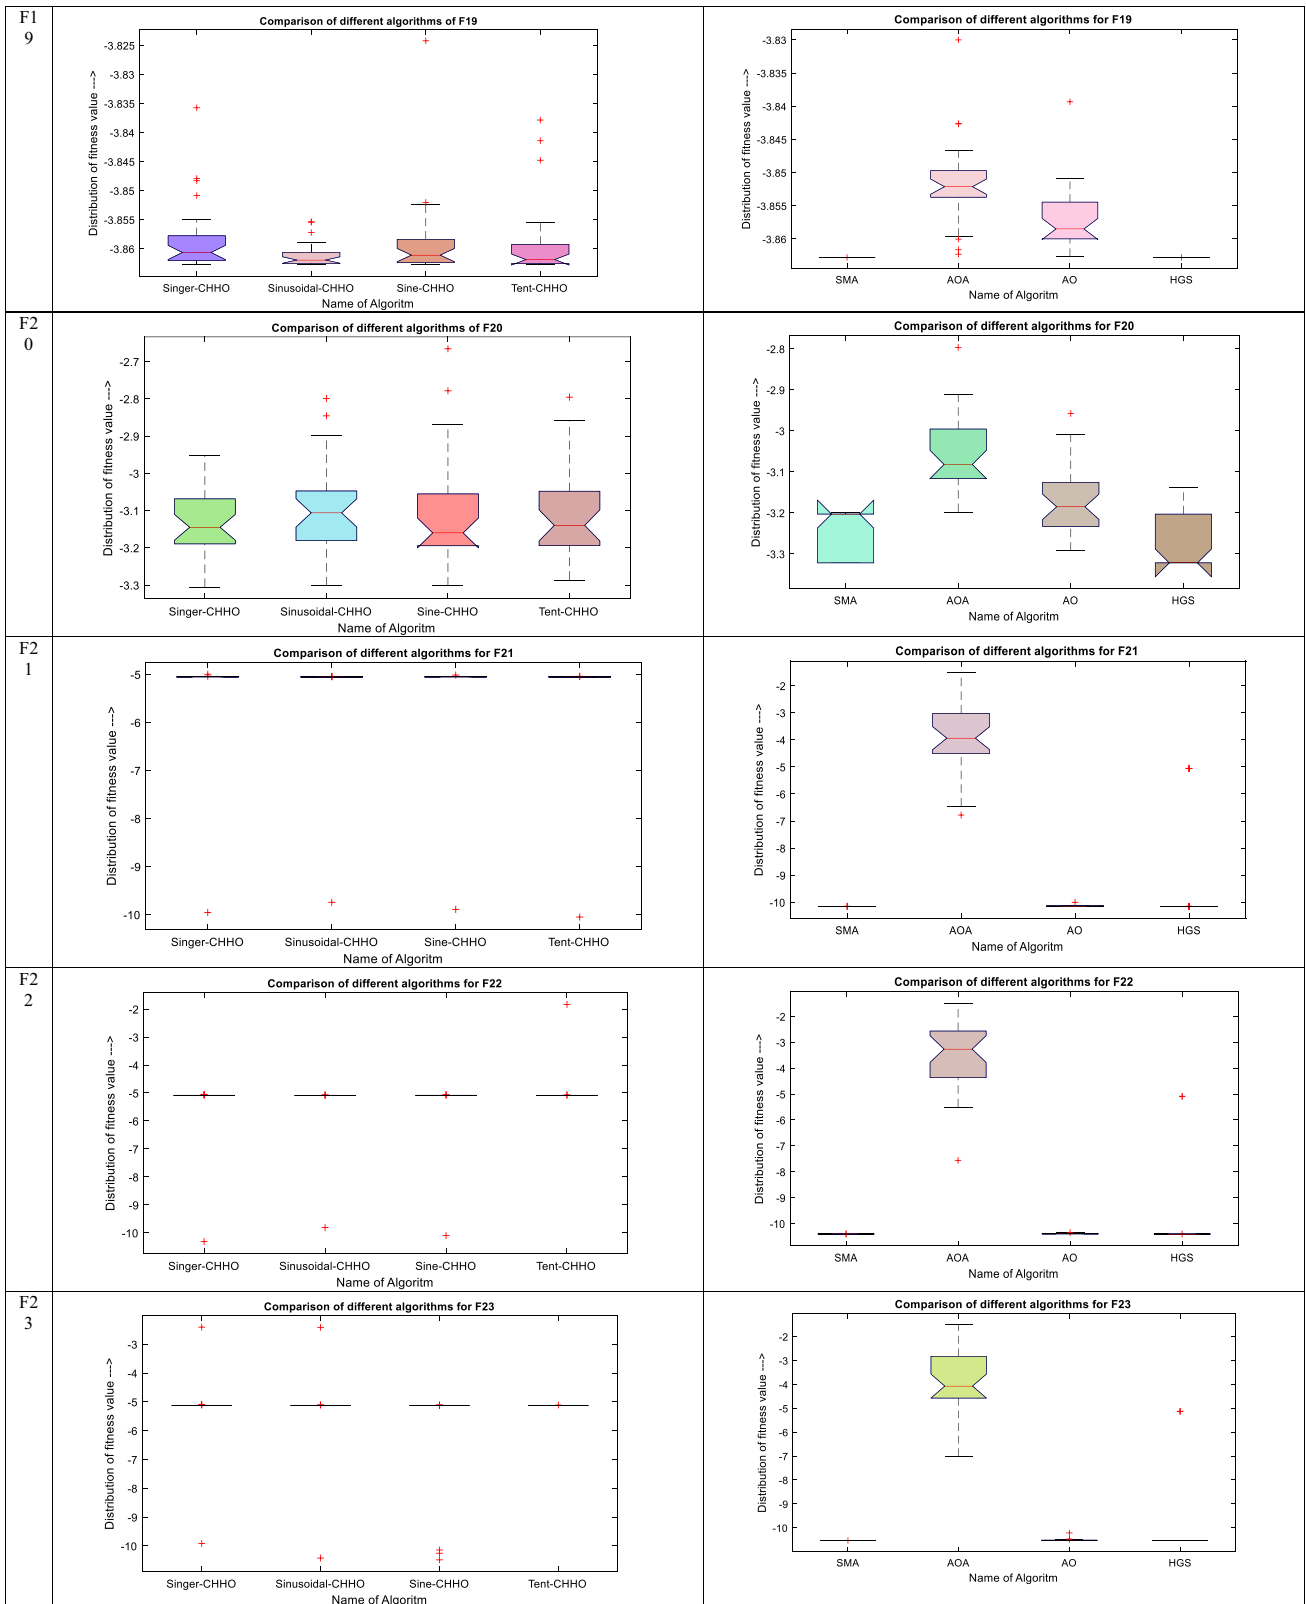 F1
9
Comparison of different algorithms of F19
Distribution of fitness value --->
-3.825
-3.83
-3.835
-3.84
-3.845
-3.85
-3.855
-3.86
Singer-CHHO Sinusoidal-CHHO Sine-CHHO Tent-CHHO
Name of Algoritm
Comparison of different algorithms for F19
Distribution of fitness value --->
-3.83
-3.835
-3.84
-3.845
-3.85
-3.855
-3.86
SMA AOA AO HGS
Name of Algoritm
F2
0
Comparison of different algorithms of F20
Distribution of fitness value --->
-2.7
-2.8
-2.9
-3
-3.1
-3.2
-3.3
Singer-CHHO Sinusoidal-CHHO Sine-CHHO Tent-CHHO
Name of Algoritm
Comparison of different algorithms for F20
Distribution of fitness value --->
-2.8
-2.9
-3
-3.1
-3.2
-3.3
SMA AOA AO HGS
Name of Algoritm
F2
1
Comparison of different algorithms for F21
Distribution of fitness value --->
-5
-6
-7
-8
-9
-10
Singer-CHHO Sinusoidal-CHHO Sine-CHHO Tent-CHHO
Name of Algoritm
Comparison of different algorithms for F21
Distribution of fitness value --->
-2
-3
-4
-5
-6
-7
-8
-9
-10
SMA AOA AO HGS
Name of Algoritm
F2
2
Comparison of different algorithms for F22
Distribution of fitness value --->
-2
-3
-4
-5
-6
-7
-8
-9
-10
Singer-CHHO Sinusoidal-CHHO Sine-CHHO Tent-CHHO
Name of Algoritm
Comparison of different algorithms for F22
Distribution of fitness value --->
-2
-3
-4
-5
-6
-7
-8
-9
-10
SMA AOA AO HGS
Name of Algoritm
F2
3
Comparison of different algorithms for F23
Distribution of fitness value --->
-3
-4
-5
-6
-7
-8
-9
-10
Singer-CHHO Sinusoidal-CHHO Sine-CHHO Tent-CHHO
Name of Algoritm
Comparison of different algorithms for F23
Distribution of fitness value --->
-2
-3
-4
-5
-6
-7
-8
-9
-10
SMA AOA AO HGS
Name of Algoritm